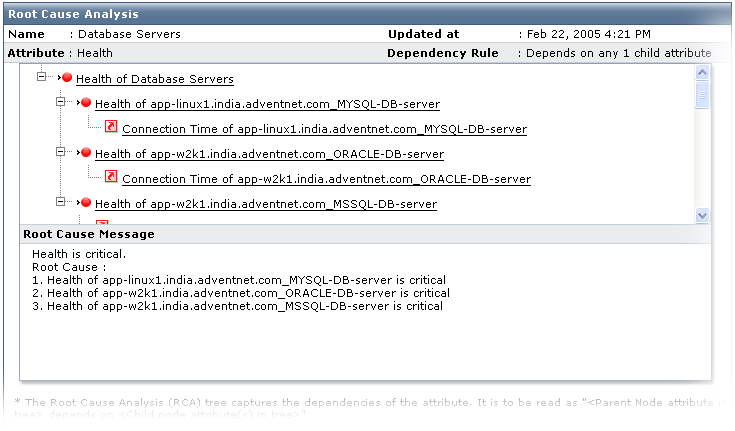 Root Cause Analysis
Name : Database Servers Updated at : Feb 22, 2005 4:21 PM
Attribute : Health Dependency Rule : Depends on any 1 child attribute
Health of Database Servers
Health of app-linux1.india.adventnet.com_MYSQL-DB-server
Connection Time of app-linux1.india.adventnet.com_MYSQL-DB-server
Health of app-w2k1.india.adventnet.com_ORACLE-DB-server
Connection Time of app-w2k1.india.adventnet.com_ORACLE-DB-server
Health of app-w2k1.india.adventnet.com_MSSQL-DB-server
Root Cause Message
Health is critical.
Root Cause :
1. Health of app-linux1.india.adventnet.com_MYSQL-DB-server is critical
2. Health of app-w2k1.india.adventnet.com_ORACLE-DB-server is critical
3. Health of app-w2k1.india.adventnet.com_MSSQL-DB-server is critical
* The Root Cause Analysis (RCA) tree captures the dependencies of the attribute. It is to be read as "<Parent Node attribute in
tree> depends on <Child node attribute(s) in tree>"